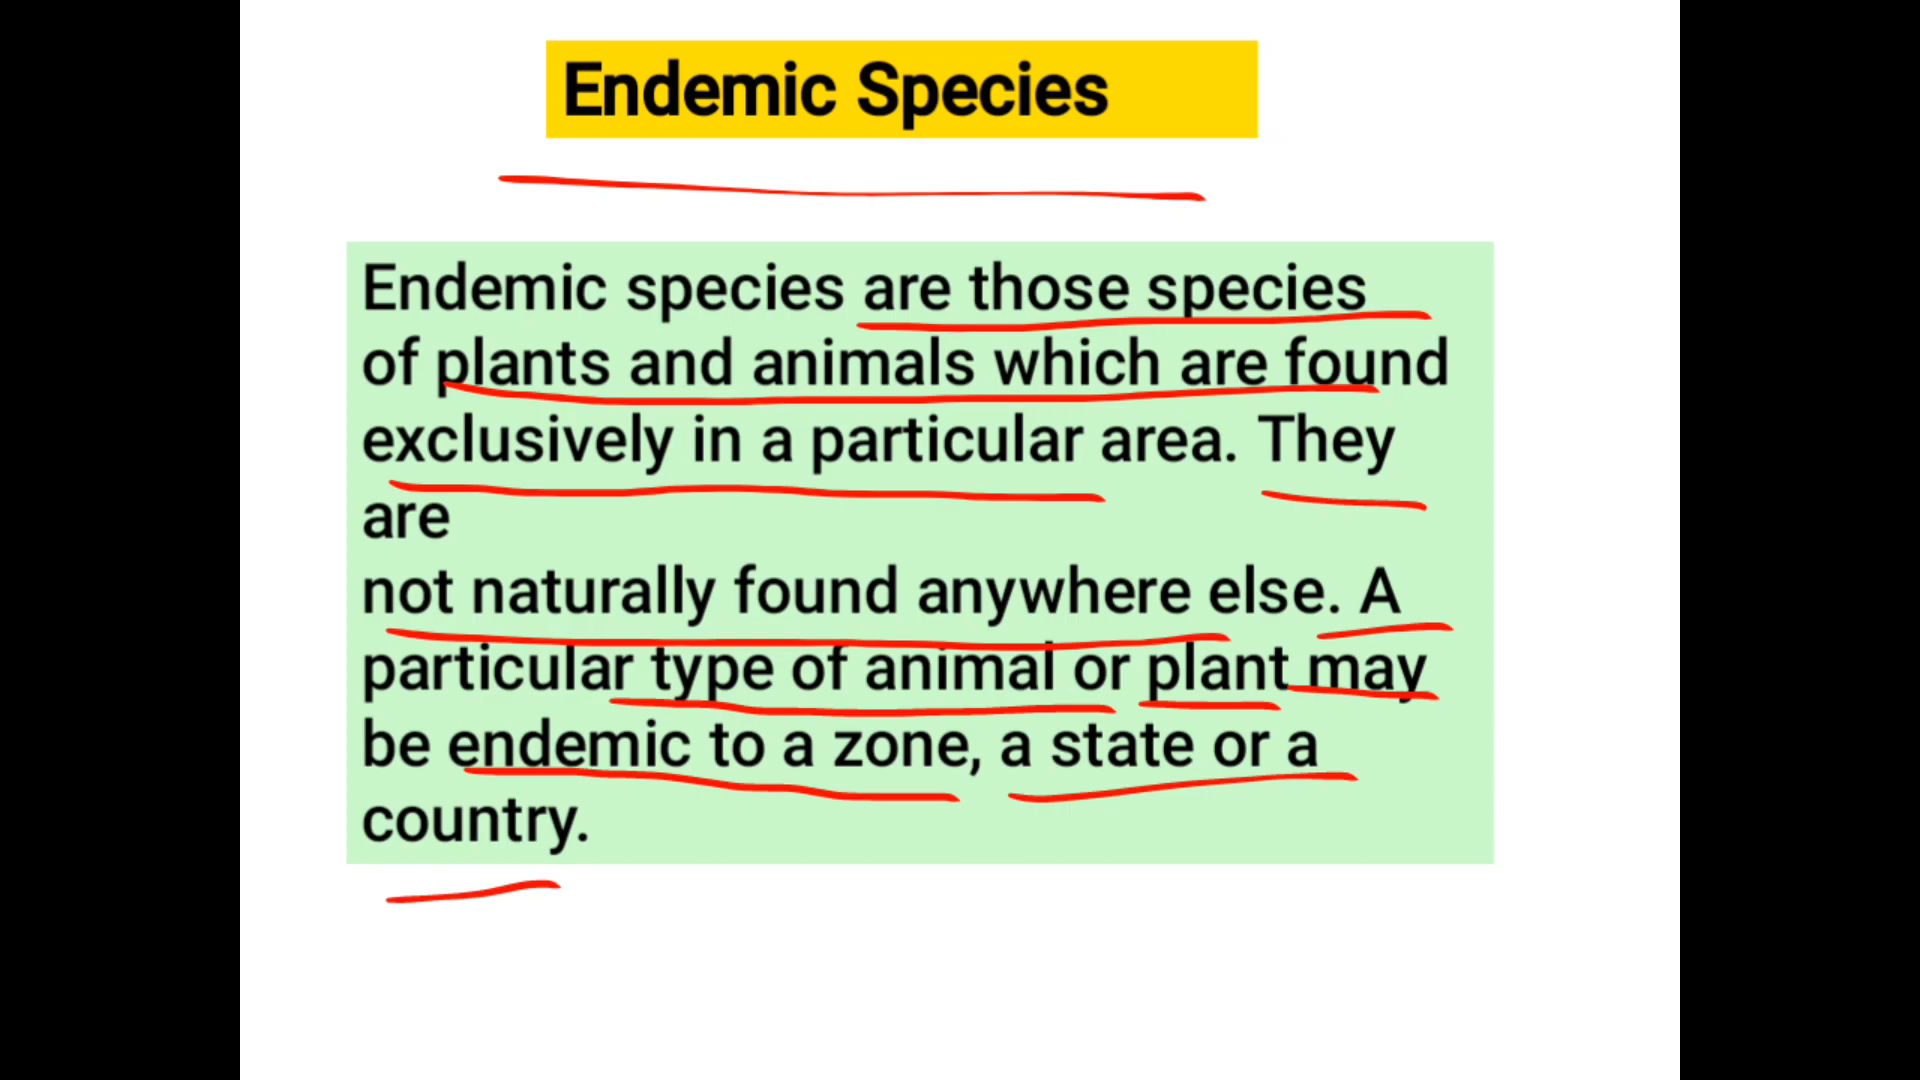 Endemic Species
Endemic species are those species
of plants and animals which are found
exclusively in a particular area. They
are
not naturally found anywhere else. A
particular type of animal or plant may
be endemic to a zone, a state or a
country.